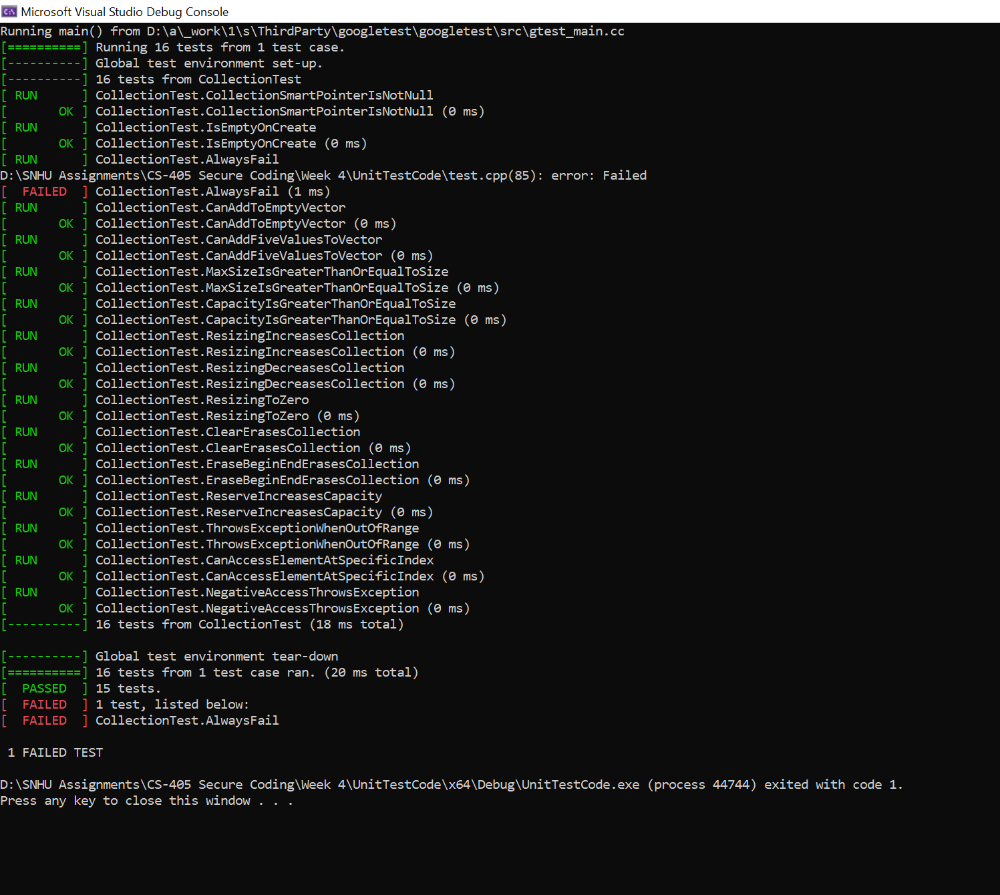 Microsoft Visual Studio Debug Console
Running main() from D:\a\_work\1\s\ThirdParty\googletest\googletest\src\gtest_main.cc
[==========] Running 16 tests from 1 test case.
[----------] Global test environment set-up.
[----------] 16 tests from CollectionTest
[ RUN      ] CollectionTest.CollectionSmartPointerIsNotNull
[       OK ] CollectionTest.CollectionSmartPointerIsNotNull (0 ms)
[ RUN      ] CollectionTest.IsEmptyOnCreate
[       OK ] CollectionTest.IsEmptyOnCreate (0 ms)
[ RUN      ] CollectionTest.AlwaysFail
D:\SNHU Assignments\CS-405 Secure Coding\Week 4\UnitTestCode\test.cpp(85): error: Failed
[  FAILED  ] CollectionTest.AlwaysFail (1 ms)
[ RUN      ] CollectionTest.CanAddToEmptyVector
[       OK ] CollectionTest.CanAddToEmptyVector (0 ms)
[ RUN      ] CollectionTest.CanAddFiveValuesToVector
[       OK ] CollectionTest.CanAddFiveValuesToVector (0 ms)
[ RUN      ] CollectionTest.MaxSizeIsGreaterThanOrEqualToSize
[       OK ] CollectionTest.MaxSizeIsGreaterThanOrEqualToSize (0 ms)
[ RUN      ] CollectionTest.CapacityIsGreaterThanOrEqualToSize
[       OK ] CollectionTest.CapacityIsGreaterThanOrEqualToSize (0 ms)
[ RUN      ] CollectionTest.ResizingIncreasesCollection
[       OK ] CollectionTest.ResizingIncreasesCollection (0 ms)
[ RUN      ] CollectionTest.ResizingDecreasesCollection
[       OK ] CollectionTest.ResizingDecreasesCollection (0 ms)
[ RUN      ] CollectionTest.ResizingToZero
[       OK ] CollectionTest.ResizingToZero (0 ms)
[ RUN      ] CollectionTest.ClearErasesCollection
[       OK ] CollectionTest.ClearErasesCollection (0 ms)
[ RUN      ] CollectionTest.EraseBeginEndErasesCollection
[       OK ] CollectionTest.EraseBeginEndErasesCollection (0 ms)
[ RUN      ] CollectionTest.ReserveIncreasesCapacity
[       OK ] CollectionTest.ReserveIncreasesCapacity (0 ms)
[ RUN      ] CollectionTest.ThrowsExceptionWhenOutOfRange
[       OK ] CollectionTest.ThrowsExceptionWhenOutOfRange (0 ms)
[ RUN      ] CollectionTest.CanAccessElementAtSpecificIndex
[       OK ] CollectionTest.CanAccessElementAtSpecificIndex (0 ms)
[ RUN      ] CollectionTest.NegativeAccessThrowsException
[       OK ] CollectionTest.NegativeAccessThrowsException (0 ms)
[----------] 16 tests from CollectionTest (18 ms total)
[----------] Global test environment tear-down
[==========] 16 tests from 1 test case ran. (20 ms total)
[  PASSED  ] 15 tests.
[  FAILED  ] 1 test, listed below:
[  FAILED  ] CollectionTest.AlwaysFail
1 FAILED TEST
D:\SNHU Assignments\CS-405 Secure Coding\Week 4\UnitTestCode\x64\Debug\UnitTestCode.exe (process 44744) exited with code 1.
Press any key to close this window . . .